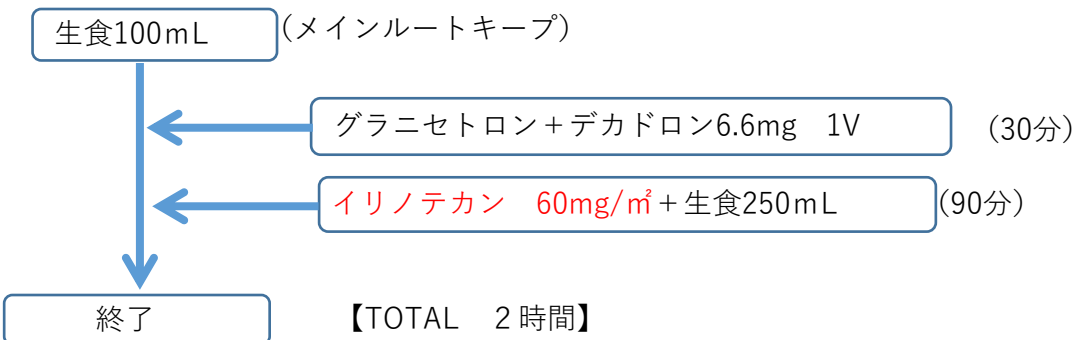 生食100mL (メインルートキープ)
グラニセトロン+デカドロン6.6mg 1V (30分)
イリノテカン 60mg/㎡+生食250mL (90分)
終了 【TOTAL 2時間】